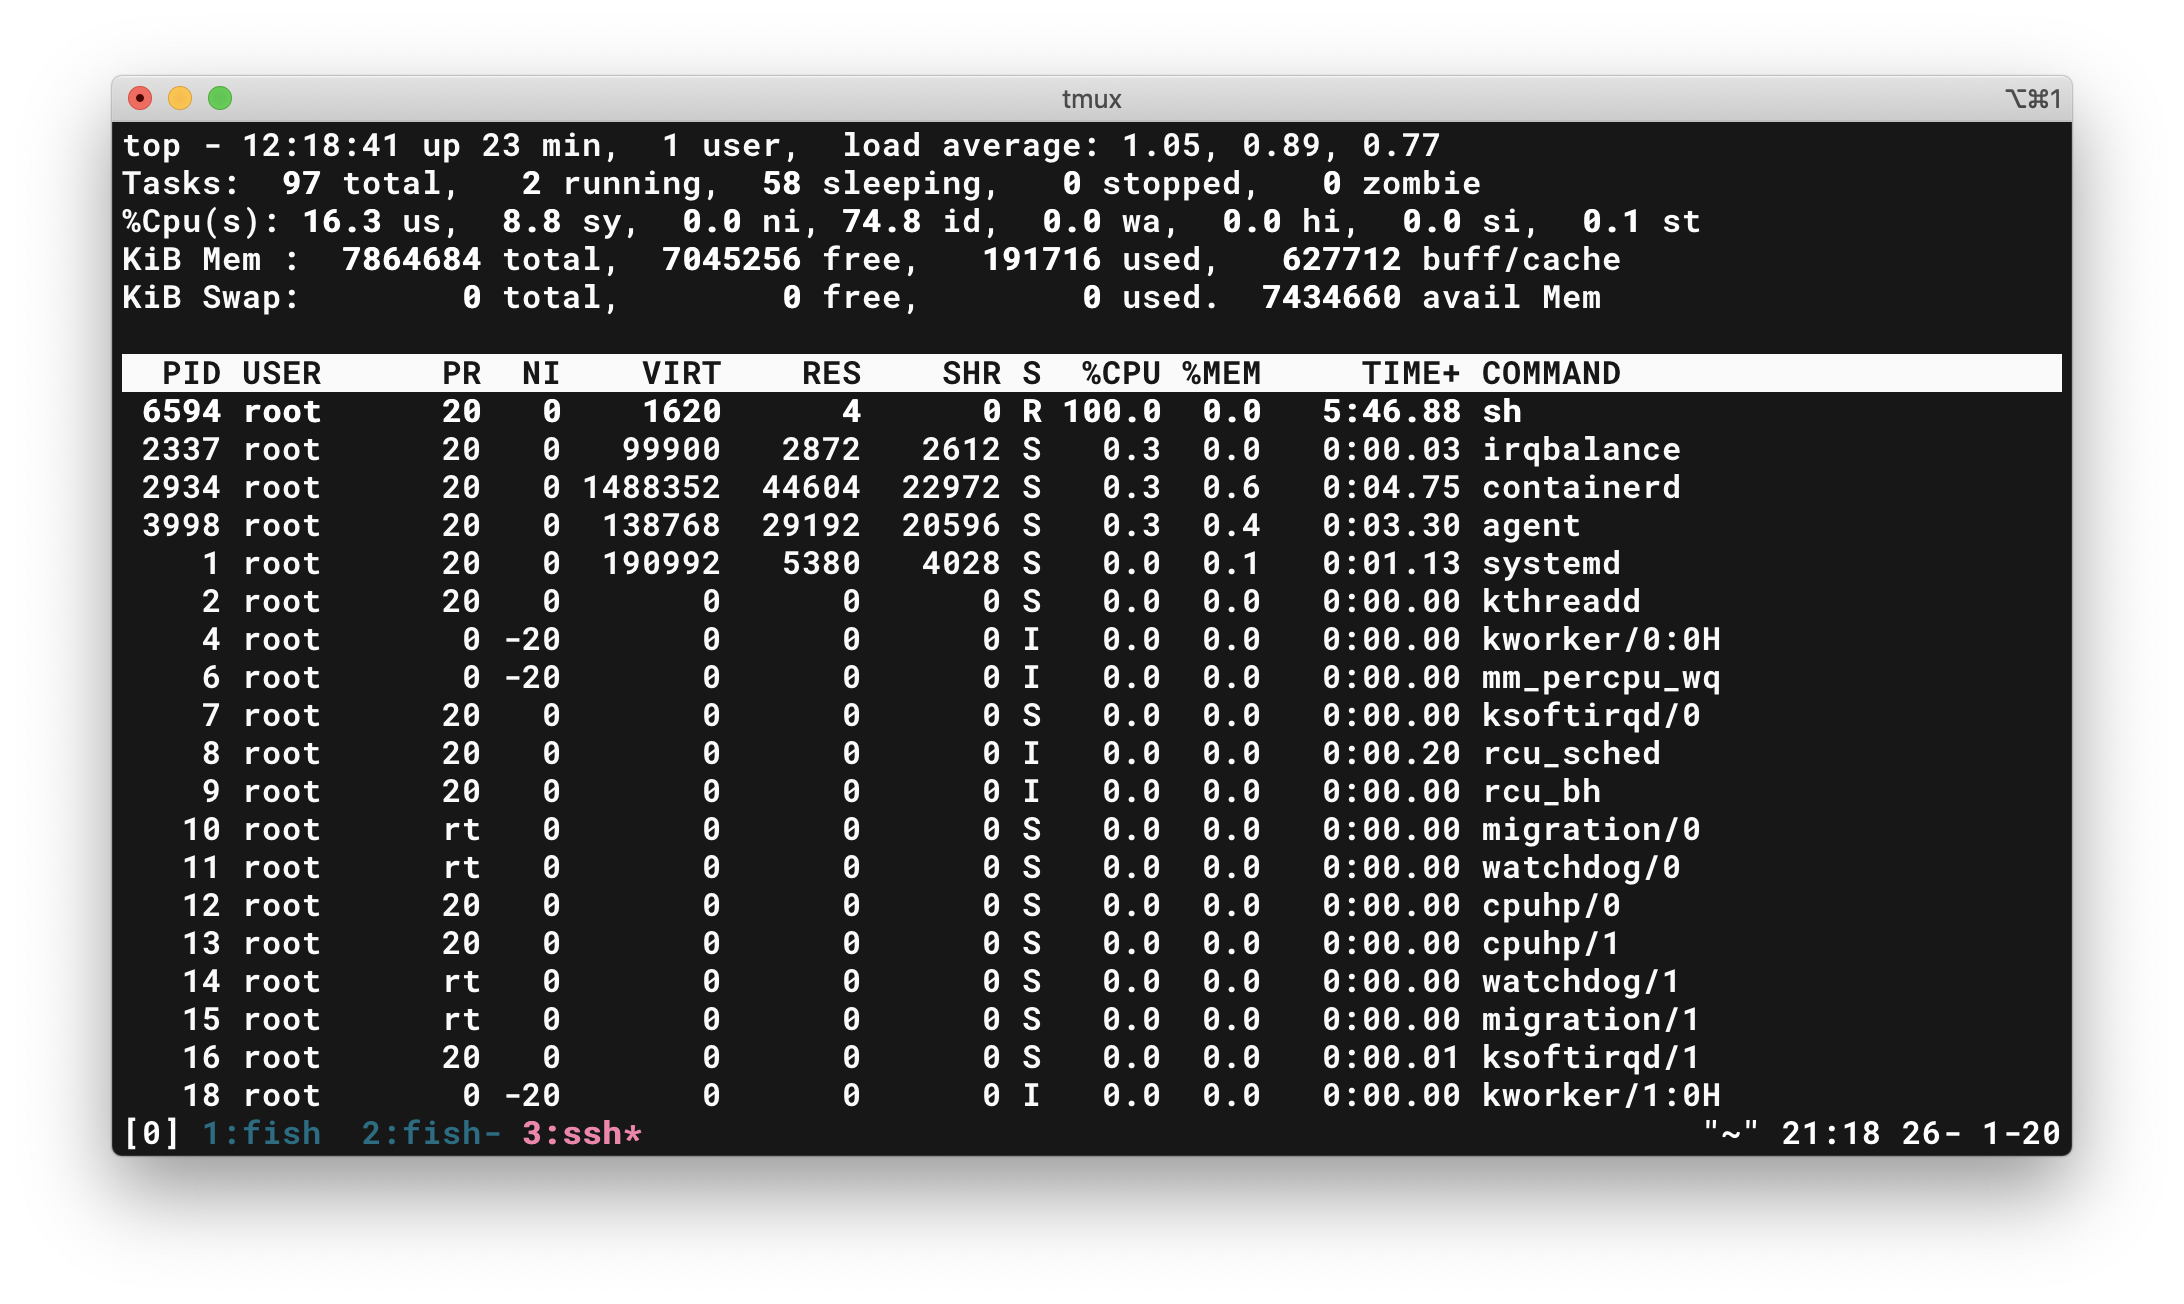 tmux ⌥⌘1
top - 12:18:41 up 23 min,  1 user,  load average: 1.05, 0.89, 0.77
Tasks:  97 total,   2 running,  58 sleeping,   0 stopped,   0 zombie
%Cpu(s): 16.3 us,  8.8 sy,  0.0 ni, 74.8 id,  0.0 wa,  0.0 hi,  0.0 si,  0.1 st
KiB Mem :  7864684 total,  7045256 free,   191716 used,   627712 buff/cache
KiB Swap:        0 total,        0 free,        0 used.  7434660 avail Mem
  PID USER      PR  NI    VIRT    RES    SHR S  %CPU %MEM     TIME+ COMMAND
 6594 root      20   0    1620      4      0 R 100.0  0.0   5:46.88 sh
 2337 root      20   0   99900   2872   2612 S   0.3  0.0   0:00.03 irqbalance
 2934 root      20   0 1488352  44604  22972 S   0.3  0.6   0:04.75 containerd
 3998 root      20   0  138768  29192  20596 S   0.3  0.4   0:03.30 agent
    1 root      20   0  190992   5380   4028 S   0.0  0.1   0:01.13 systemd
    2 root      20   0       0      0      0 S   0.0  0.0   0:00.00 kthreadd
    4 root       0 -20       0      0      0 I   0.0  0.0   0:00.00 kworker/0:0H
    6 root       0 -20       0      0      0 I   0.0  0.0   0:00.00 mm_percpu_wq
    7 root      20   0       0      0      0 S   0.0  0.0   0:00.00 ksoftirqd/0
    8 root      20   0       0      0      0 I   0.0  0.0   0:00.20 rcu_sched
    9 root      20   0       0      0      0 I   0.0  0.0   0:00.00 rcu_bh
   10 root      rt   0       0      0      0 S   0.0  0.0   0:00.00 migration/0
   11 root      rt   0       0      0      0 S   0.0  0.0   0:00.00 watchdog/0
   12 root      20   0       0      0      0 S   0.0  0.0   0:00.00 cpuhp/0
   13 root      20   0       0      0      0 S   0.0  0.0   0:00.00 cpuhp/1
   14 root      rt   0       0      0      0 S   0.0  0.0   0:00.00 watchdog/1
   15 root      rt   0       0      0      0 S   0.0  0.0   0:00.00 migration/1
   16 root      20   0       0      0      0 S   0.0  0.0   0:00.01 ksoftirqd/1
   18 root       0 -20       0      0      0 I   0.0  0.0   0:00.00 kworker/1:0H
[0] 1:fish  2:fish- 3:ssh* "~" 21:18 26- 1-20